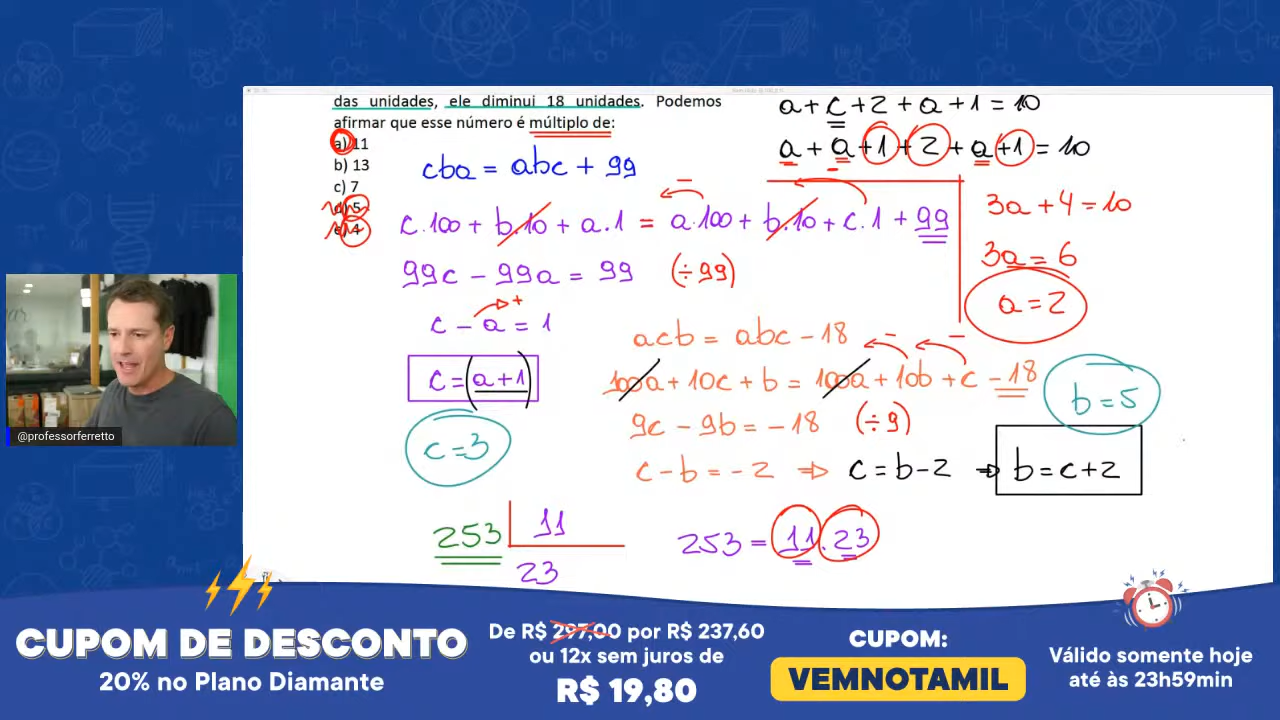 das unidades, ele diminui 18 unidades. Podemos
afirmar que esse número é múltiplo de:
a) 11
b) 13
c) 7
d) 5
e) 4
cba = abc + 99
c.100 + b.10 + a.1 = a.100 + b.10 + c.1 + 99
99c - 99a = 99 (÷99)
c - a = 1
+
c = (a+1)
c = 3
a + c + 2 + a + 1 = 10
a + a + 1 + 2 + a + 1 = 10
3a + 4 = 10
3a = 6
a = 2
acb = abc - 18
100a + 10c + b = 100a + 10b + c - 18
9c - 9b = -18 (÷9)
c - b = -2 ⇒ c = b - 2 ⇒ b = c + 2
b = 5
253 11
23
253 = 11.23
@professorferretto
CUPOM DE DESCONTO
20% no Plano Diamante
De R$ 297,00 por R$ 237,60
ou 12x sem juros de
R$ 19,80
CUPOM:
VEMNOTAMIL
Válido somente hoje
até às 23h59min